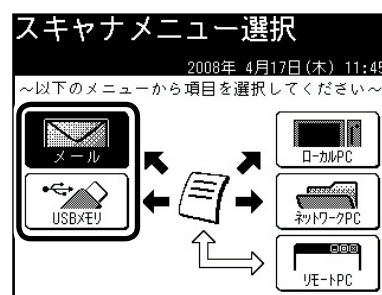 スキャナメニュー選択
2008年 4月17日(木) 11:45
～以下のメニューから項目を選択してください～
メール
ローカルPC
USBメモリ
ネットワークPC
リモートPC